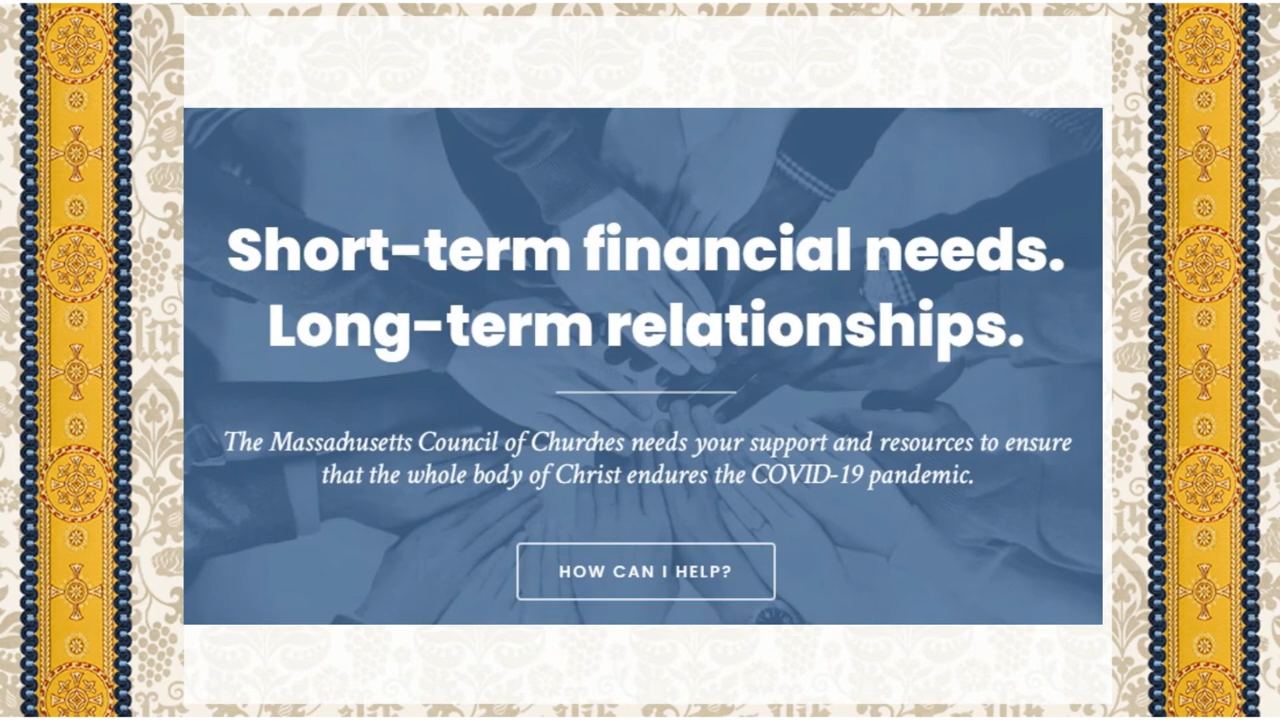 Short-term financial needs.
Long-term relationships.
The Massachusetts Council of Churches needs your support and resources to ensure
that the whole body of Christ endures the COVID-19 pandemic.
HOW CAN I HELP?